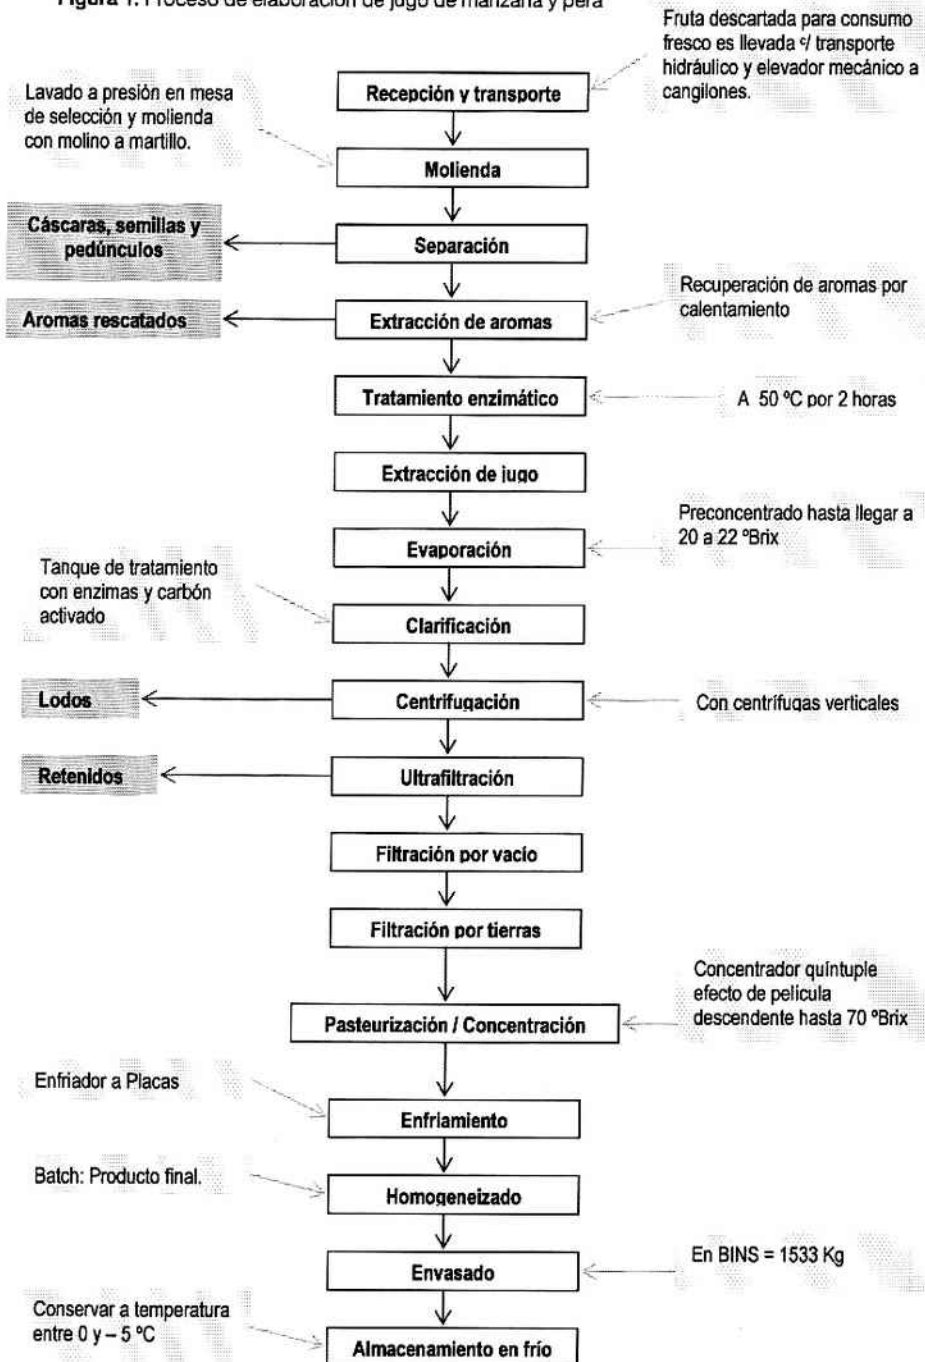 Figura 1. Proceso de elaboración de jugo de manzana y pera
Fruta descartada para consumo
fresco es llevada c/ transporte
hidráulico y elevador mecánico a
cangilones.
Recepción y transporte
Lavado a presión en mesa
de selección y molienda
con molino a martillo.
Molienda
Cáscaras, semillas y
pedúnculos
Separación
Recuperación de aromas por
calentamiento
Aromas rescatados
Extracción de aromas
Tratamiento enzimático
A 50 ºC por 2 horas
Extracción de jugo
Preconcentrado hasta llegar a
20 a 22 ºBrix
Evaporación
Tanque de tratamiento
con enzimas y carbón
activado
Clarificación
Lodos
Centrifugación
Con centrífugas verticales
Retenidos
Ultrafiltración
Filtración por vacío
Filtración por tierras
Concentrador quíntuple
efecto de película
descendente hasta 70 ºBrix
Pasteurización / Concentración
Enfriador a Placas
Enfriamiento
Batch: Producto final.
Homogeneizado
En BINS = 1533 Kg
Envasado
Conservar a temperatura
entre 0 y – 5 ºC
Almacenamiento en frío